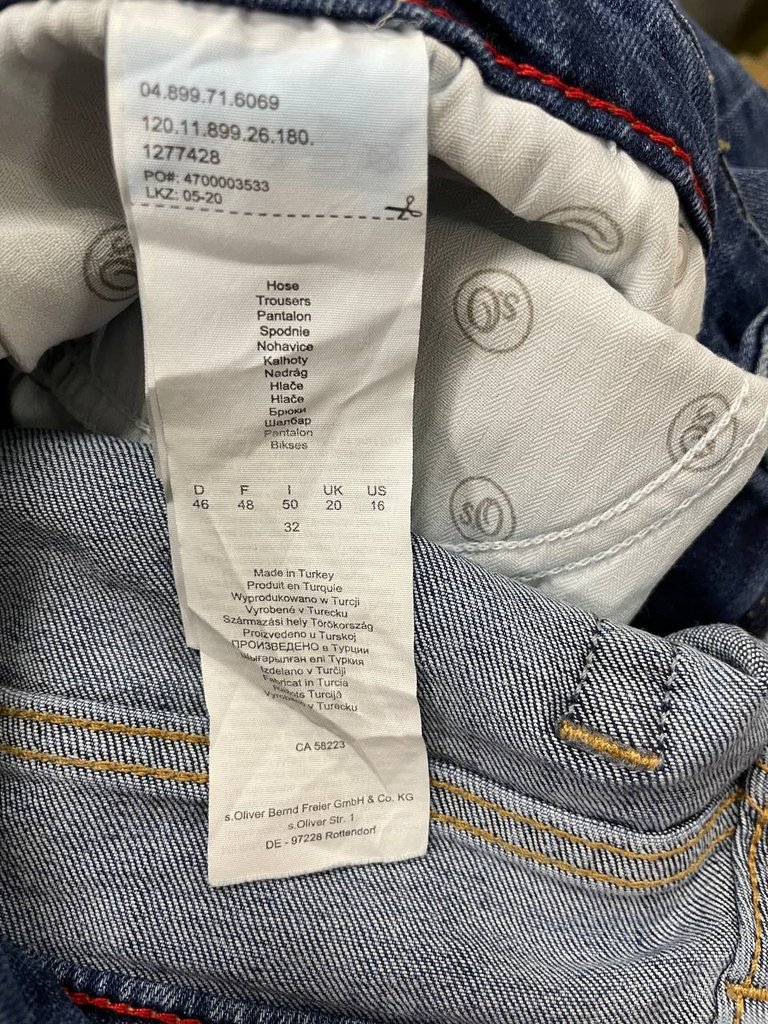 04.899.71.6069
120.11.899.26.180.
1277428
PO#: 4700003533
LKZ: 05-20
Hose
Trousers
Pantalon
Spodnie
Nohavice
Kalhoty
Nadrág
Hlače
Hlače
Брюки
Шалбар
Pantalon
Bikses
D F I UK US
46 48 50 20 16
32
Made in Turkey
Produit en Turquie
Wyprodukowano w Turcji
Vyrobené v Turecku
Származási hely Törökország
Proizvedeno u Turskoj
ПРОИЗВЕДЕНО в Турции
Шығарылған елі Түркия
Izdelano v Turčiji
Fabricat in Turcia
Ražots Turcijā
Vyrobeno v Turecku
CA 58223
s.Oliver Bernd Freier GmbH & Co. KG
s.Oliver Str. 1
DE - 97228 Rottendorf